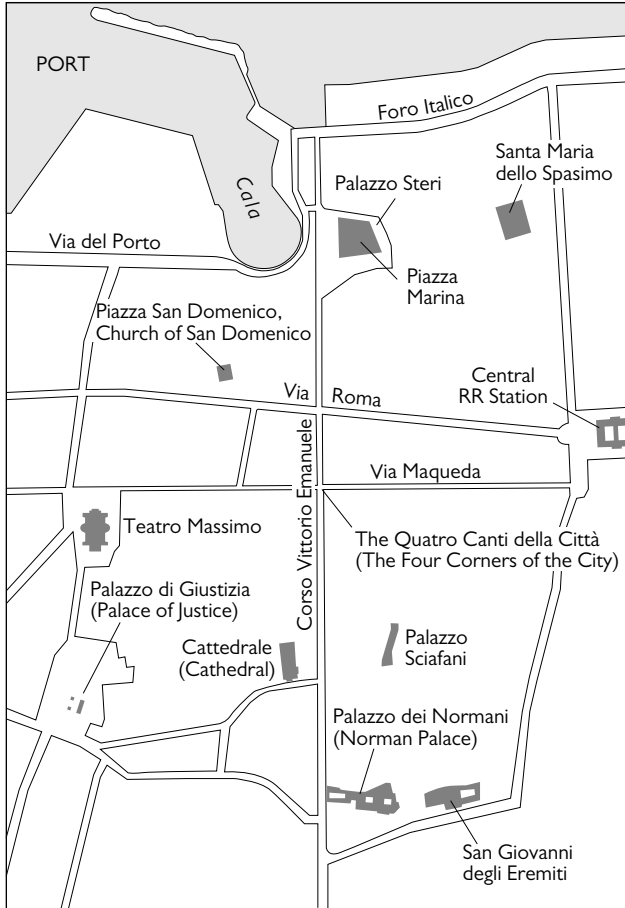 PORT
Foro Italico
Santa Maria
dello Spasimo
Cala
Palazzo Steri
Via del Porto
Piazza
Marina
Piazza San Domenico,
Church of San Domenico
Via Roma
Central
RR Station
Corso Vittorio Emanuele
Via Maqueda
Teatro Massimo
The Quatro Canti della Città
(The Four Corners of the City)
Palazzo di Giustizia
(Palace of Justice)
Cattedrale
(Cathedral)
Palazzo
Sciafani
Palazzo dei Normani
(Norman Palace)
San Giovanni
degli Eremiti